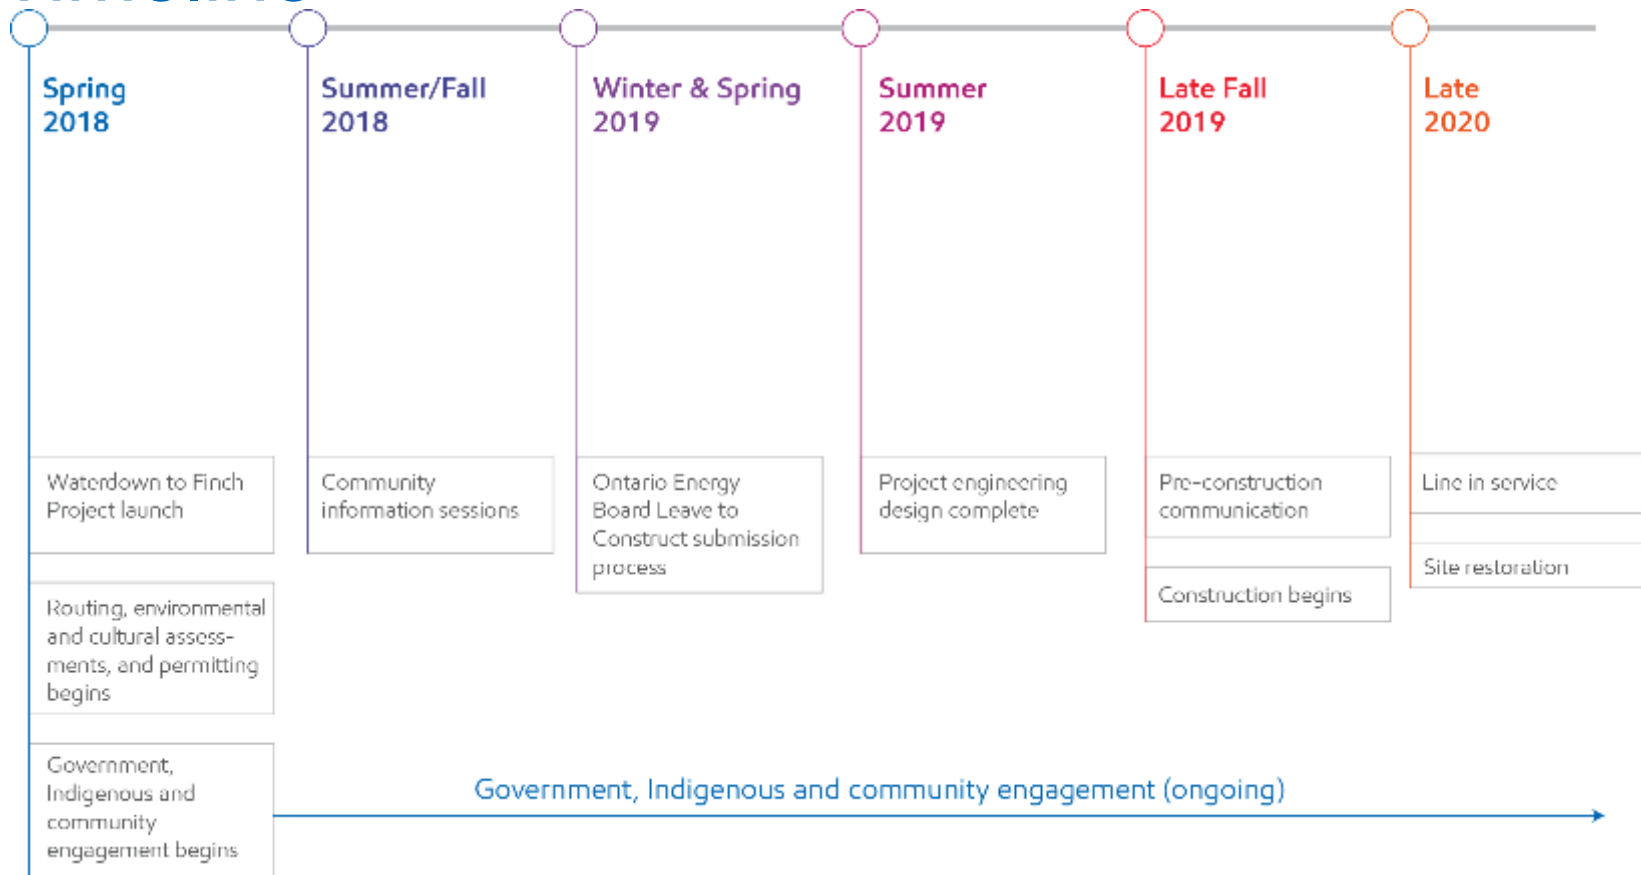 Spring
2018
Summer/Fall
2018
Winter & Spring
2019
Summer
2019
Late Fall
2019
Late
2020
Waterdown to Finch
Project launch
Routing, environmental
and cultural assess-
ments, and permitting
begins
Government,
Indigenous and
community
engagement begins
Community
information sessions
Ontario Energy
Board Leave to
Construct submission
process
Project engineering
design complete
Pre-construction
communication
Construction begins
Line in service
Site restoration
Government, Indigenous and community engagement (ongoing)